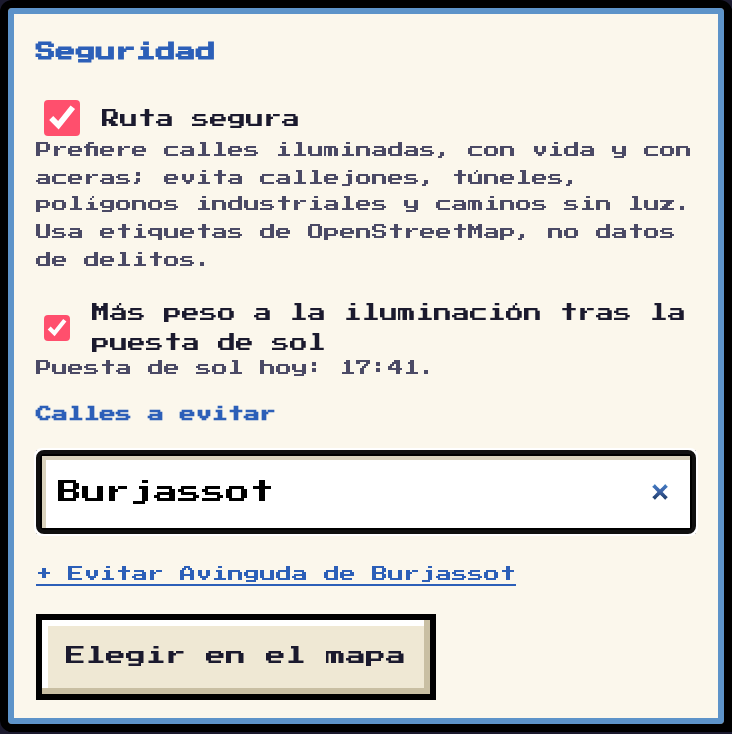 Seguridad
Ruta segura
Prefiere calles iluminadas, con vida y con
aceras; evita callejones, túneles,
polígonos industriales y caminos sin luz.
Usa etiquetas de OpenStreetMap, no datos
de delitos.
Más peso a la iluminación tras la
puesta de sol
Puesta de sol hoy: 17:41.
Calles a evitar
Burjassot ×
+ Evitar Avinguda de Burjassot
Elegir en el mapa